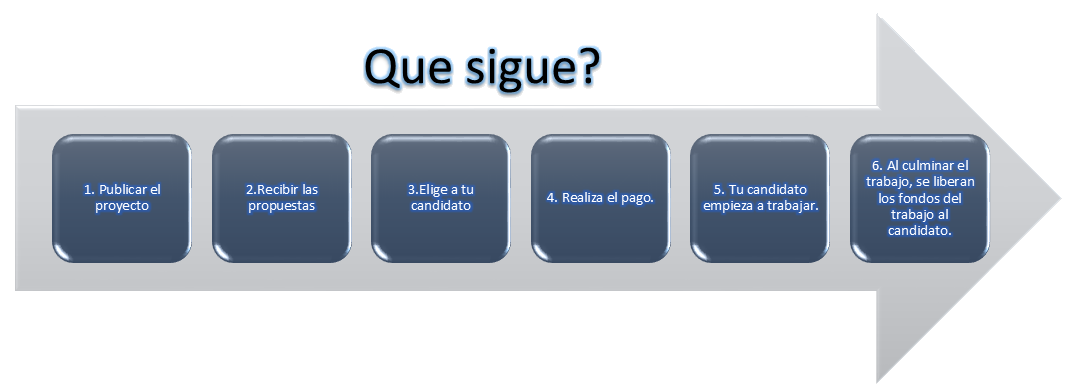 Que sigue?
1. Publicar el
proyecto
2.Recibir las
propuestas
3.Elige a tu
candidato
4. Realiza el pago.
5. Tu candidato
empieza a trabajar.
6. Al culminar el
trabajo, se liberan
los fondos del
trabajo al
candidato.